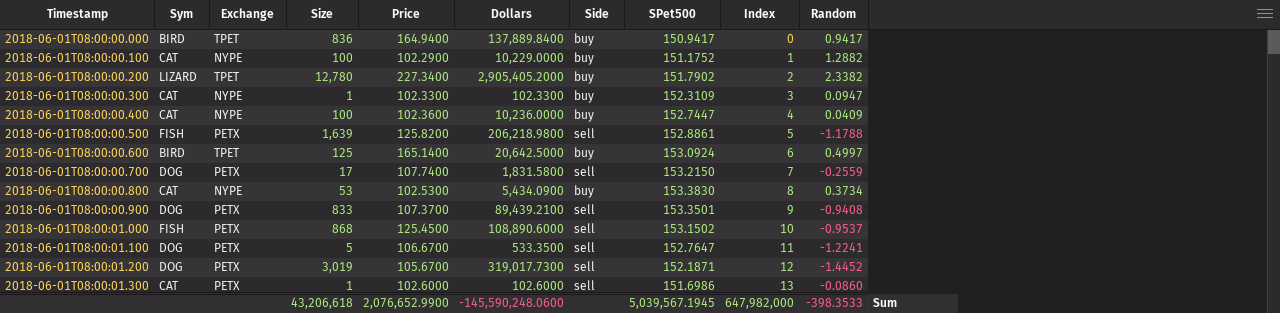 Timestamp Sym Exchange Size Price Dollars Side SPet500 Index Random
2018-06-01T08:00:00.000 BIRD TPET 836 164.9400 137,889.8400 buy 150.9417 0 0.9417
2018-06-01T08:00:00.100 CAT NYPE 100 102.2900 10,229.0000 buy 151.1752 1 1.2882
2018-06-01T08:00:00.200 LIZARD TPET 12,780 227.3400 2,905,405.2000 buy 151.7902 2 2.3382
2018-06-01T08:00:00.300 CAT NYPE 1 102.3300 102.3300 buy 152.3109 3 0.0947
2018-06-01T08:00:00.400 CAT NYPE 100 102.3600 10,236.0000 buy 152.7447 4 0.0409
2018-06-01T08:00:00.500 FISH PETX 1,639 125.8200 206,218.9800 sell 152.8861 5 -1.1788
2018-06-01T08:00:00.600 BIRD TPET 125 165.1400 20,642.5000 buy 153.0924 6 0.4997
2018-06-01T08:00:00.700 DOG PETX 17 107.7400 1,831.5800 sell 153.2150 7 -0.2559
2018-06-01T08:00:00.800 CAT NYPE 53 102.5300 5,434.0900 buy 153.3830 8 0.3734
2018-06-01T08:00:00.900 DOG PETX 833 107.3700 89,439.2100 sell 153.3501 9 -0.9408
2018-06-01T08:00:01.000 FISH PETX 868 125.4500 108,890.6000 sell 153.1502 10 -0.9537
2018-06-01T08:00:01.100 DOG PETX 5 106.6700 533.3500 sell 152.7647 11 -1.2241
2018-06-01T08:00:01.200 DOG PETX 3,019 105.6700 319,017.7300 sell 152.1871 12 -1.4452
2018-06-01T08:00:01.300 CAT PETX 1 102.6000 102.6000 sell 151.6986 13 -0.0860
43,206,618 2,076,652.9900 -145,590,248.0600 5,039,567.1945 647,982,000 -398.3533 Sum